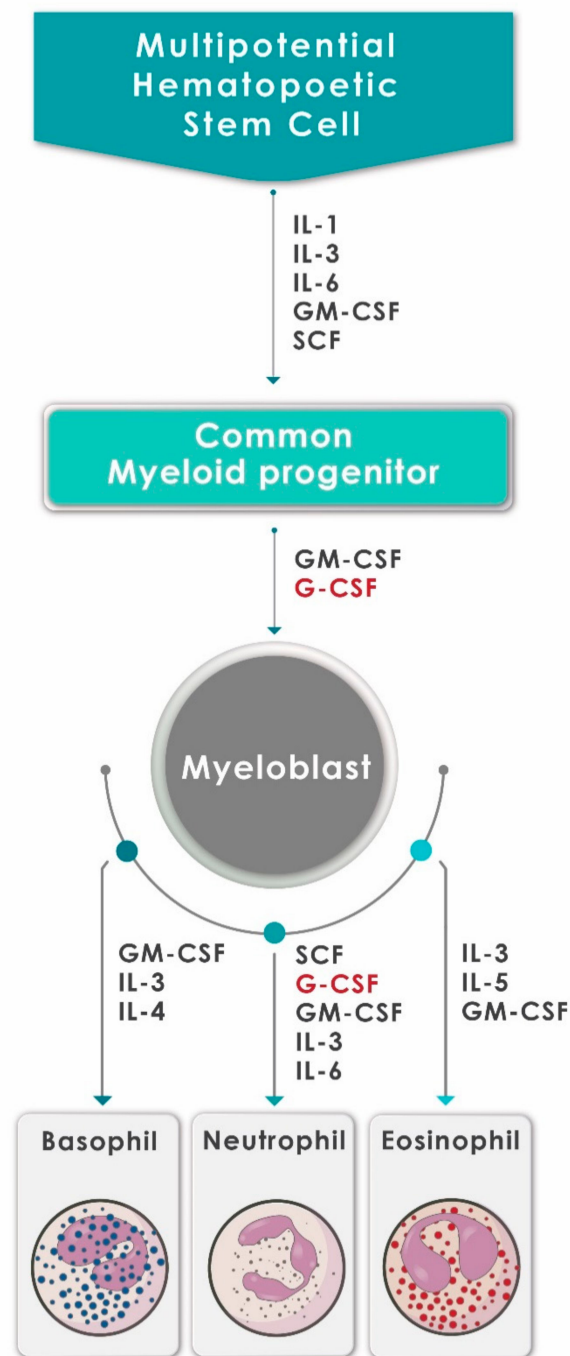 Multipotential
Hematopoetic
Stem Cell
IL-1
IL-3
IL-6
GM-CSF
SCF
Common
Myeloid progenitor
GM-CSF
G-CSF
Myeloblast
GM-CSF
IL-3
IL-4
SCF
G-CSF
GM-CSF
IL-3
IL-6
IL-3
IL-5
GM-CSF
Basophil
Neutrophil
Eosinophil